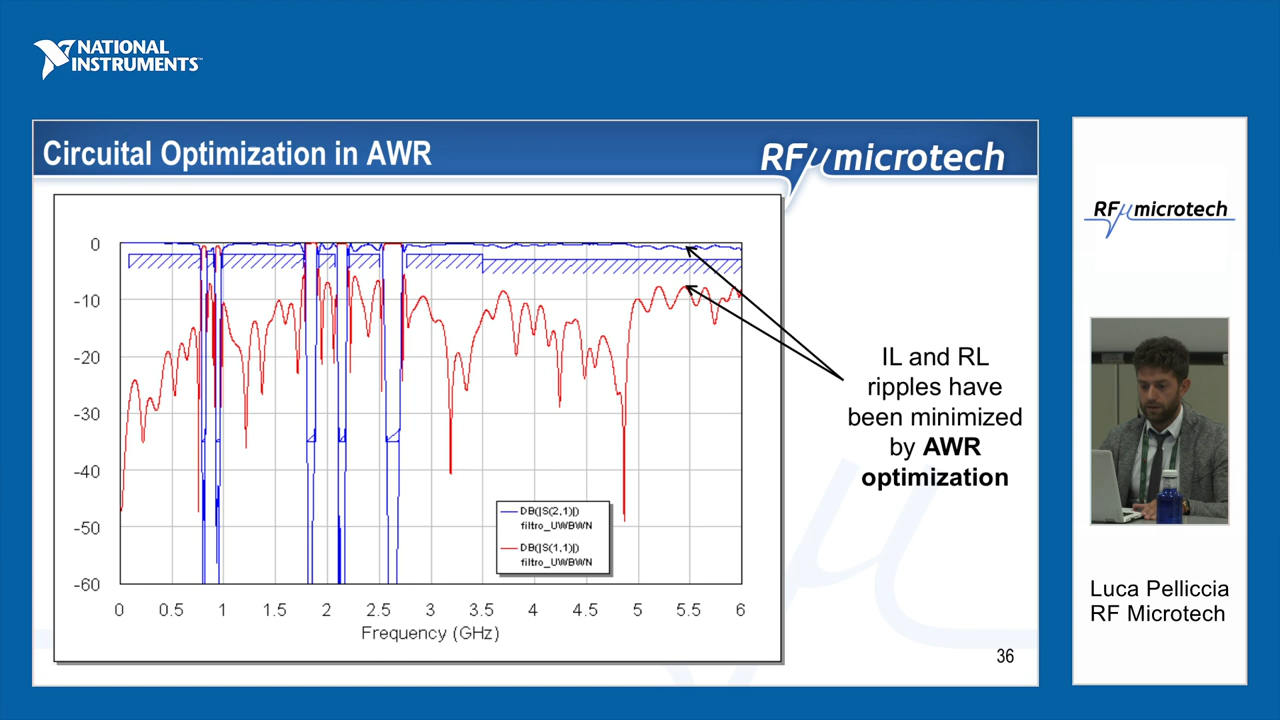 NATIONAL
INSTRUMENTS™
Circuital Optimization in AWR
RFμmicrotech
0
-10
-20
-30
-40
-50
-60
0 0.5 1 1.5 2 2.5 3 3.5 4 4.5 5 5.5 6
Frequency (GHz)
DB(|S(2,1)|)
filtro_UWBWN
DB(|S(1,1)|)
filtro_UWBWN
IL and RL
ripples have
been minimized
by AWR
optimization
36
RFμmicrotech
Luca Pelliccia
RF Microtech